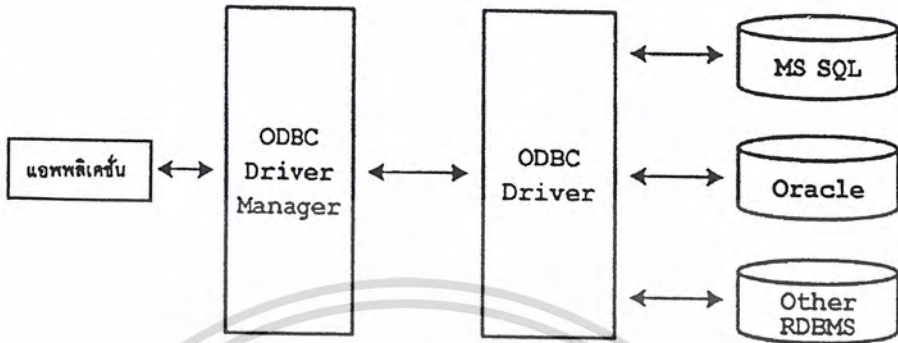 แอพพลิเคชั่น
ODBC
Driver
Manager
ODBC
Driver
MS SQL
Oracle
Other
RDBMS